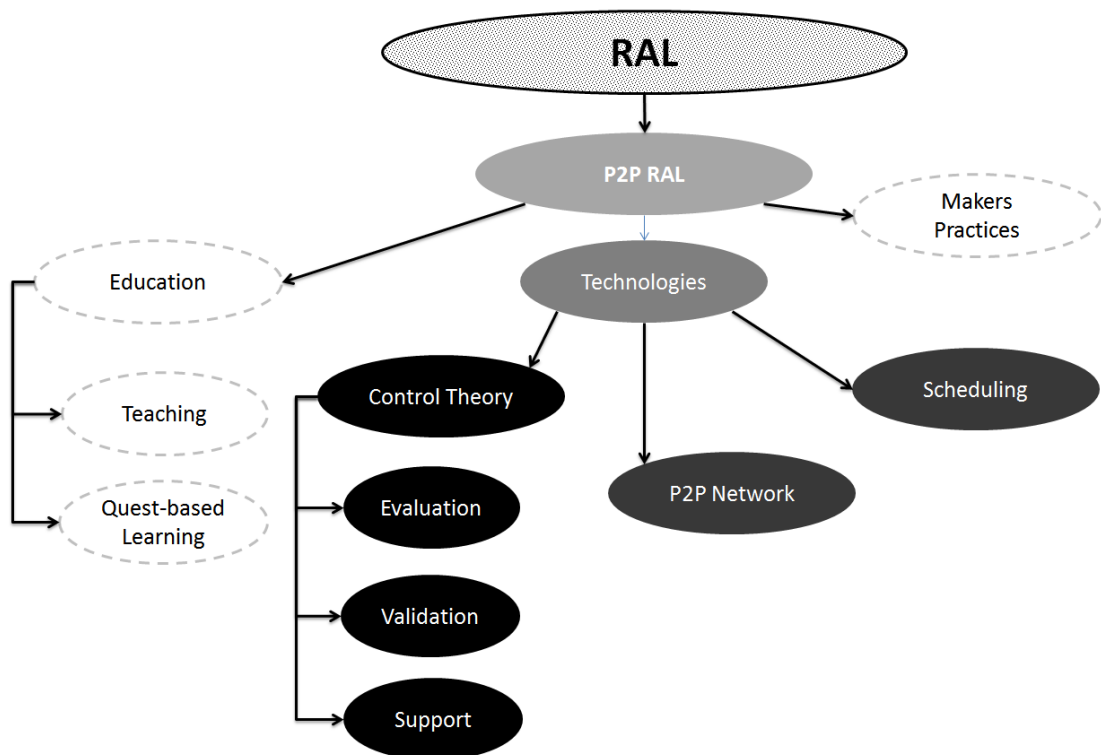 RAL
P2P RAL
Makers
Practices
Education
Technologies
Control Theory
Scheduling
Teaching
P2P Network
Evaluation
Quest-based
Learning
Validation
Support